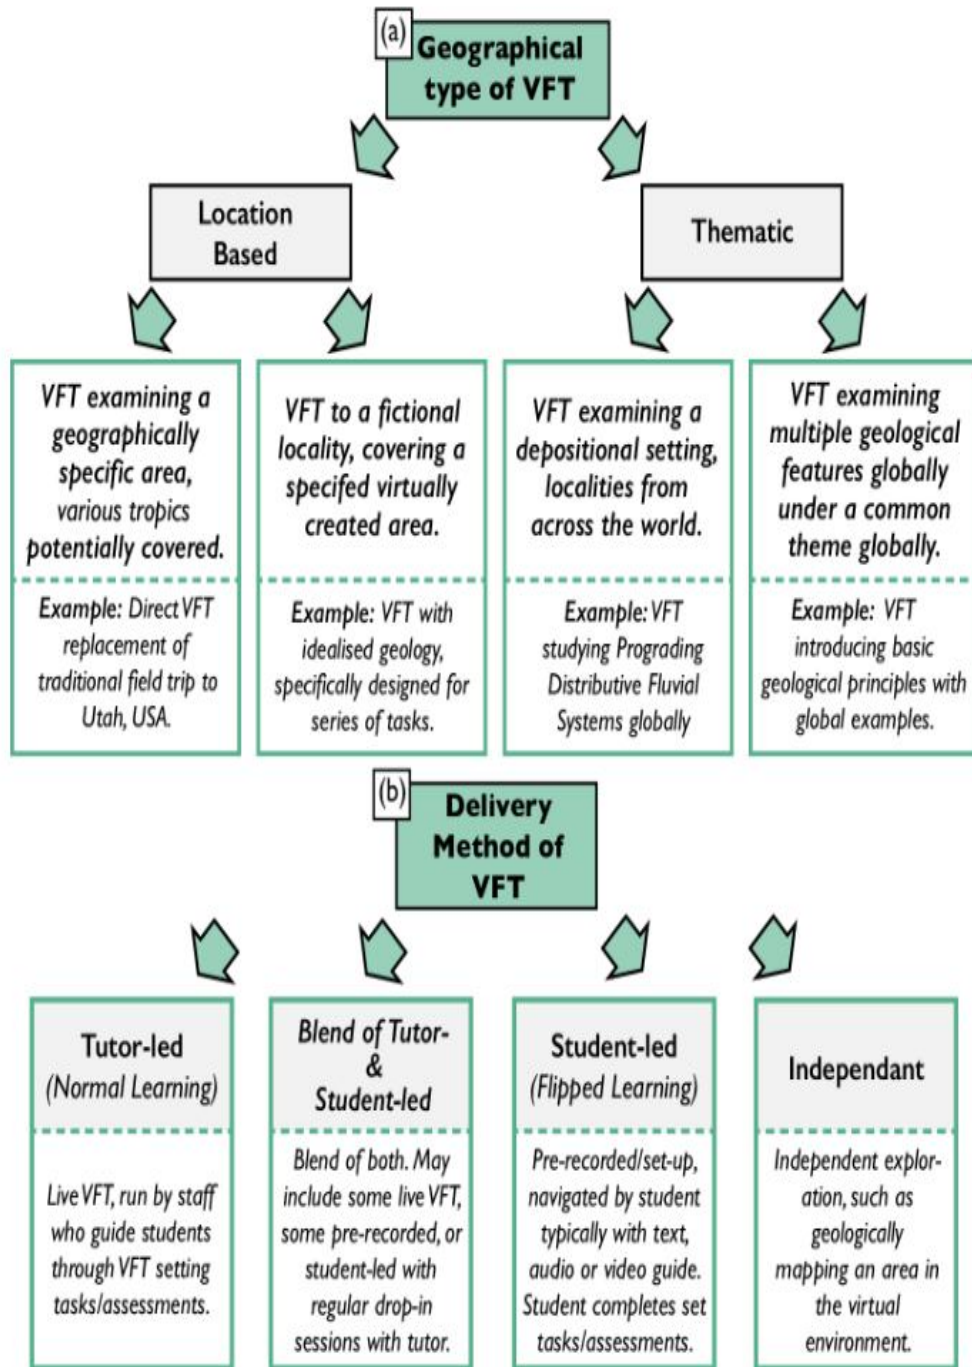 (a)
Geographical
type of VFT
Location
Based
Thematic
VFT examining a
geographically
specific area,
various tropics
potentially covered.
Example: Direct VFT
replacement of
traditional field trip to
Utah, USA.
VFT to a fictional
locality, covering a
specifed virtually
created area.
Example: VFT with
idealised geology,
specifically designed for
series of tasks.
VFT examining a
depositional setting,
localities from
across the world.
Example: VFT
studying Prograding
Distributive Fluvial
Systems globally
VFT examining
multiple geological
features globally
under a common
theme globally.
Example: VFT
introducing basic
geological principles with
global examples.
(b)
Delivery
Method of
VFT
Tutor-led
(Normal Learning)
Live VFT, run by staff
who guide students
through VFT setting
tasks/assessments.
Blend of Tutor-
&
Student-led
Blend of both. May
include some live VFT,
some pre-recorded, or
student-led with
regular drop-in
sessions with tutor.
Student-led
(Flipped Learning)
Pre-recorded/set-up,
navigated by student
typically with text,
audio or video guide.
Student completes set
tasks/assessments.
Independant
Independent explor-
ation, such as
geologically
mapping an area in
the virtual
environment.